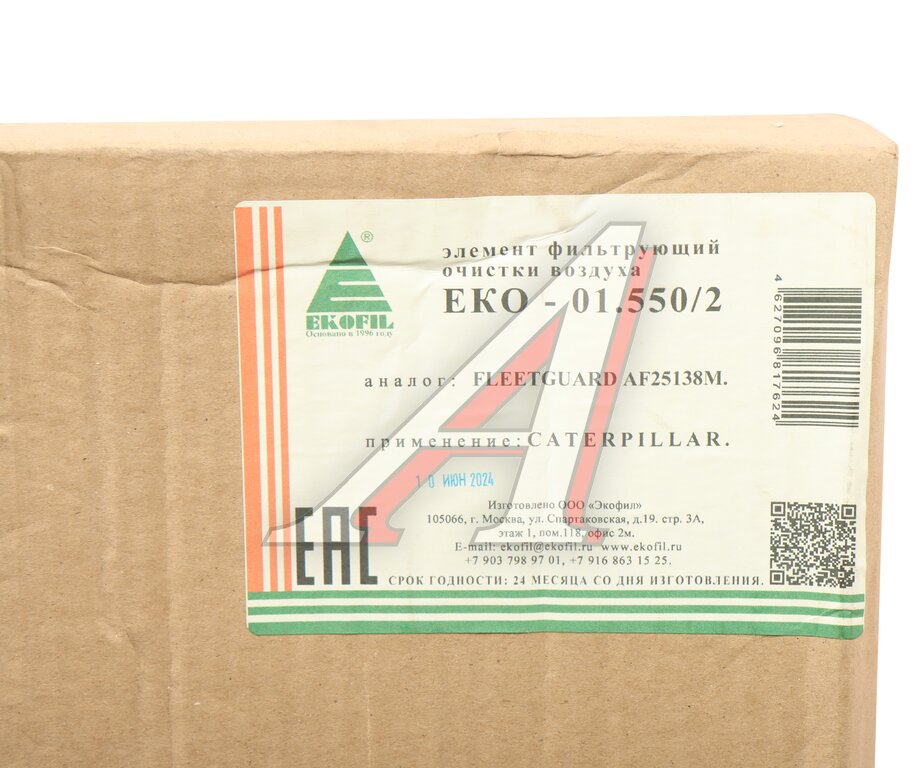 ®
EKOFIL
Основано в 1996 году
элемент фильтрующий
очистки воздуха
ЕКО - 01.550/2
аналог: FLEETGUARD AF25138M.
применение: CATERPILLAR.
10 ИЮН 2024
Изготовлено ООО «Экофил»
105066, г. Москва, ул. Спартаковская, д.19. стр. 3А,
этаж 1, пом.118, офис 2м.
E-mail: ekofil@ekofil.ru www.ekofil.ru
+7 903 798 97 01, +7 916 863 15 25.
СРОК ГОДНОСТИ: 24 МЕСЯЦА СО ДНЯ ИЗГОТОВЛЕНИЯ.
EAC
4627096817624